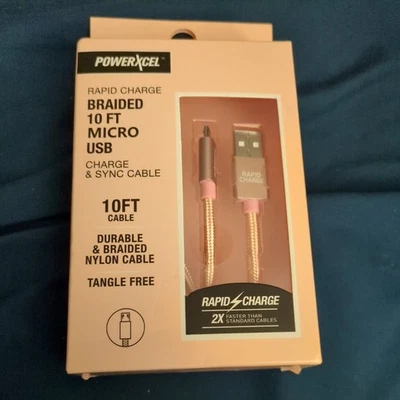 POWERXCEL
RAPID CHARGE
BRAIDED
10 FT
MICRO
USB
CHARGE
& SYNC CABLE
10FT
CABLE
DURABLE
& BRAIDED
NYLON CABLE
TANGLE FREE
RAPID
CHARGE
RAPID CHARGE
2X FASTER THAN
STANDARD CABLES